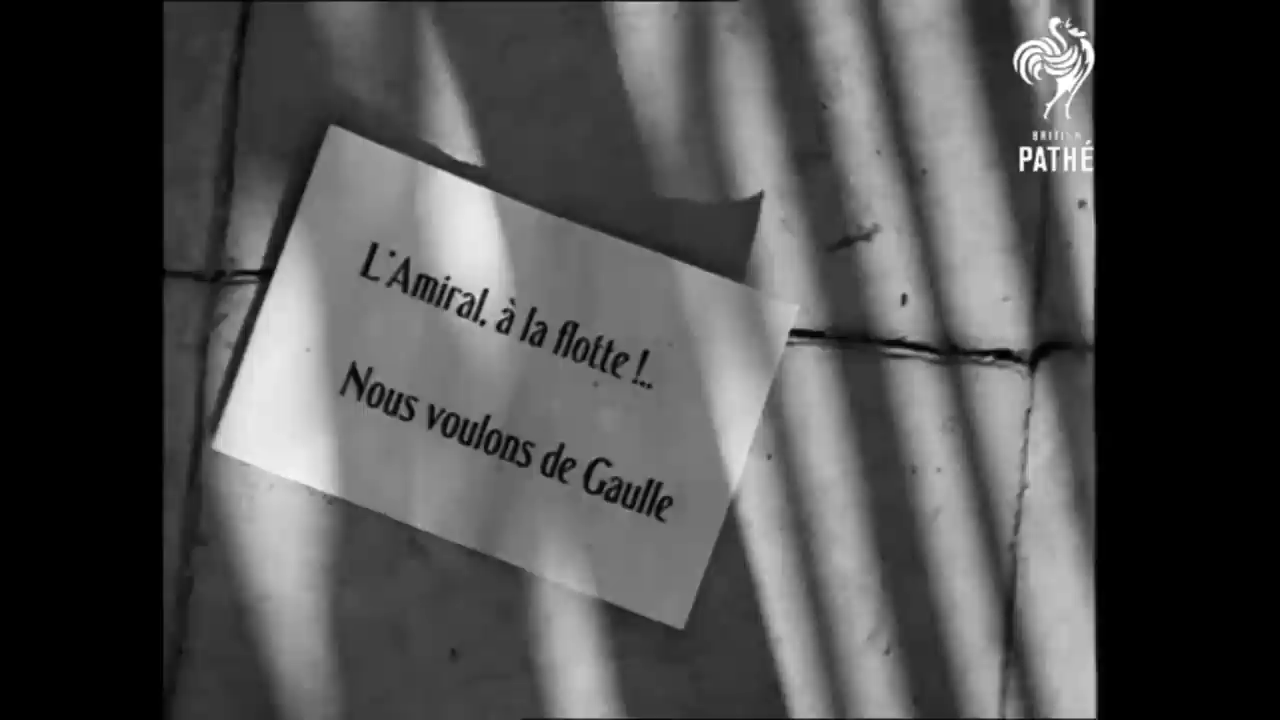 L'Amiral, à la flotte !..
Nous voulons de Gaulle
BRITISH
PATHÉ